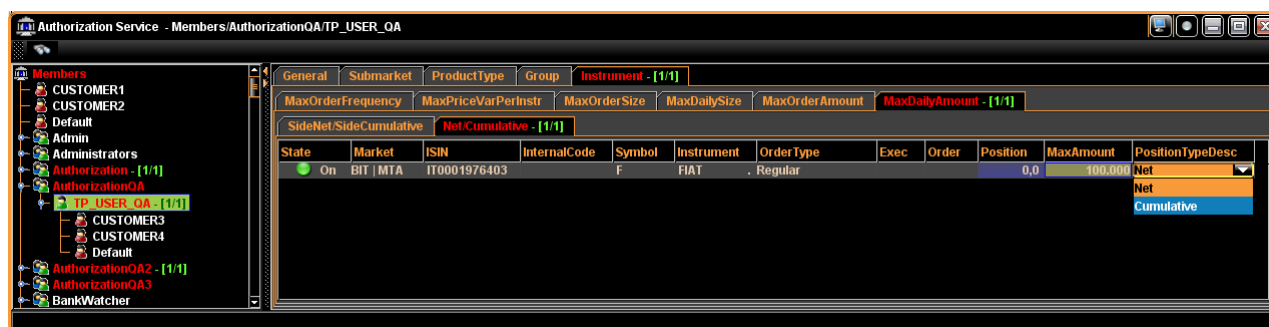 Authorization Service - Members/AuthorizationQA/TP_USER_QA
Members
CUSTOMER1
CUSTOMER2
Default
Admin
Administrators
Authorization - [1/1]
AuthorizationQA
TP_USER_QA - [1/1]
CUSTOMER3
CUSTOMER4
Default
AuthorizationQA2 - [1/1]
AuthorizationQA3
BankWatcher
General Submarket ProductType Group Instrument - [1/1]
MaxOrderFrequency MaxPriceVarPerInstr MaxOrderSize MaxDailySize MaxOrderAmount MaxDailyAmount - [1/1]
SideNet/SideCumulative Net/Cumulative - [1/1]
State Market ISIN InternalCode Symbol Instrument OrderType Exec Order Position MaxAmount PositionTypeDesc
On BIT | MTA IT0001976403 F FIAT . Regular 0,0 100.000 Net
Net
Cumulative